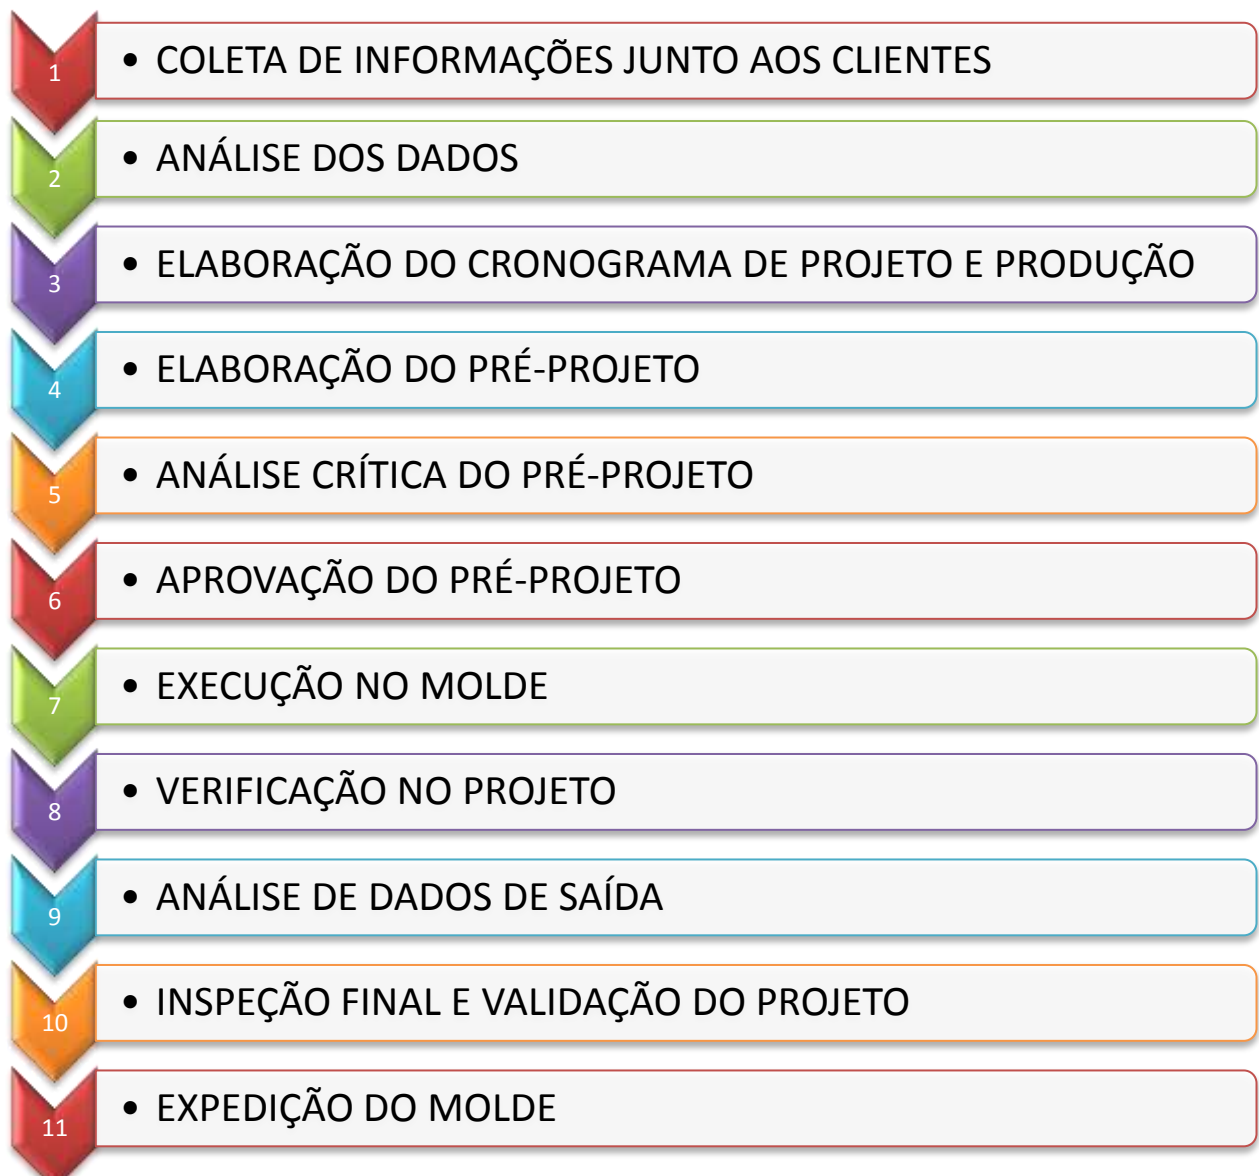 1
• COLETA DE INFORMAÇÕES JUNTO AOS CLIENTES
2
• ANÁLISE DOS DADOS
3
• ELABORAÇÃO DO CRONOGRAMA DE PROJETO E PRODUÇÃO
4
• ELABORAÇÃO DO PRÉ-PROJETO
5
• ANÁLISE CRÍTICA DO PRÉ-PROJETO
6
• APROVAÇÃO DO PRÉ-PROJETO
7
• EXECUÇÃO NO MOLDE
8
• VERIFICAÇÃO NO PROJETO
9
• ANÁLISE DE DADOS DE SAÍDA
10
• INSPEÇÃO FINAL E VALIDAÇÃO DO PROJETO
11
• EXPEDIÇÃO DO MOLDE